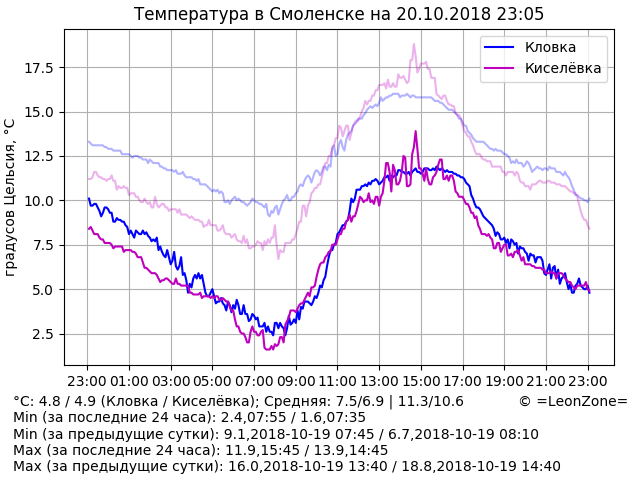 Температура в Смоленске на 20.10.2018 23:05
Кловка
Киселёвка
градусов Цельсия, °C
17.5
15.0
12.5
10.0
7.5
5.0
2.5
23:00 01:00 03:00 05:00 07:00 09:00 11:00 13:00 15:00 17:00 19:00 21:00 23:00
°C: 4.8 / 4.9 (Кловка / Киселёвка); Средняя: 7.5/6.9 | 11.3/10.6 © =LeonZone=
Min (за последние 24 часа): 2.4,07:55 / 1.6,07:35
Min (за предыдущие сутки): 9.1,2018-10-19 07:45 / 6.7,2018-10-19 08:10
Max (за последние 24 часа): 11.9,15:45 / 13.9,14:45
Max (за предыдущие сутки): 16.0,2018-10-19 13:40 / 18.8,2018-10-19 14:40